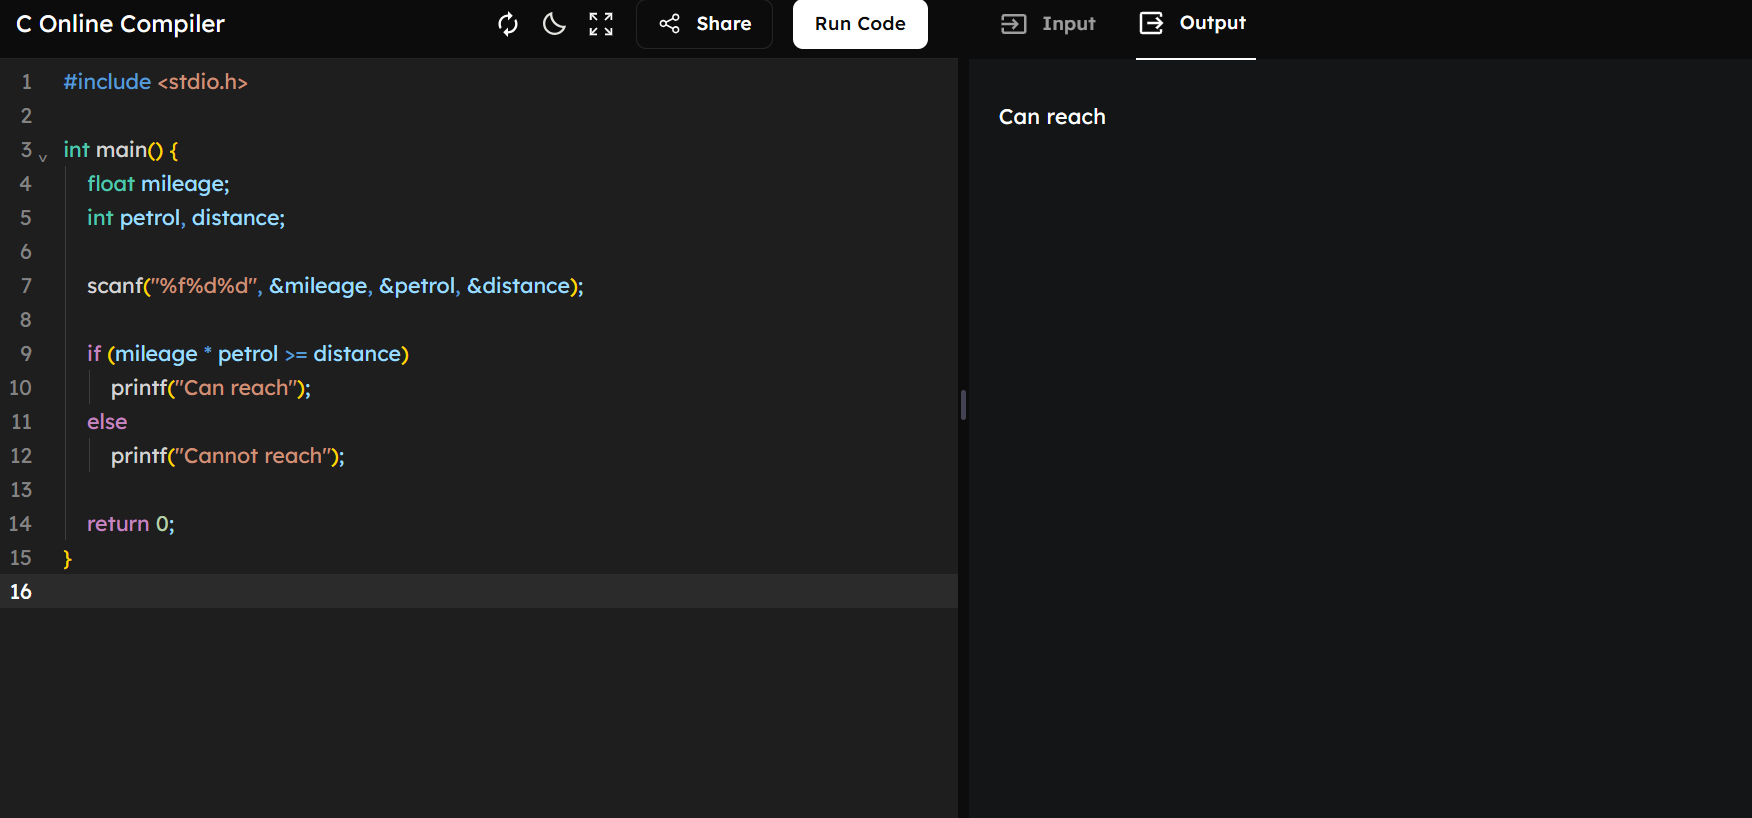 C Online Compiler
Share
Run Code
Input
Output
1 #include <stdio.h>
2
3 int main() {
4 float mileage;
5 int petrol, distance;
6
7 scanf("%f%d%d", &mileage, &petrol, &distance);
8
9 if (mileage * petrol >= distance)
10 printf("Can reach");
11 else
12 printf("Cannot reach");
13
14 return 0;
15 }
16
Can reach